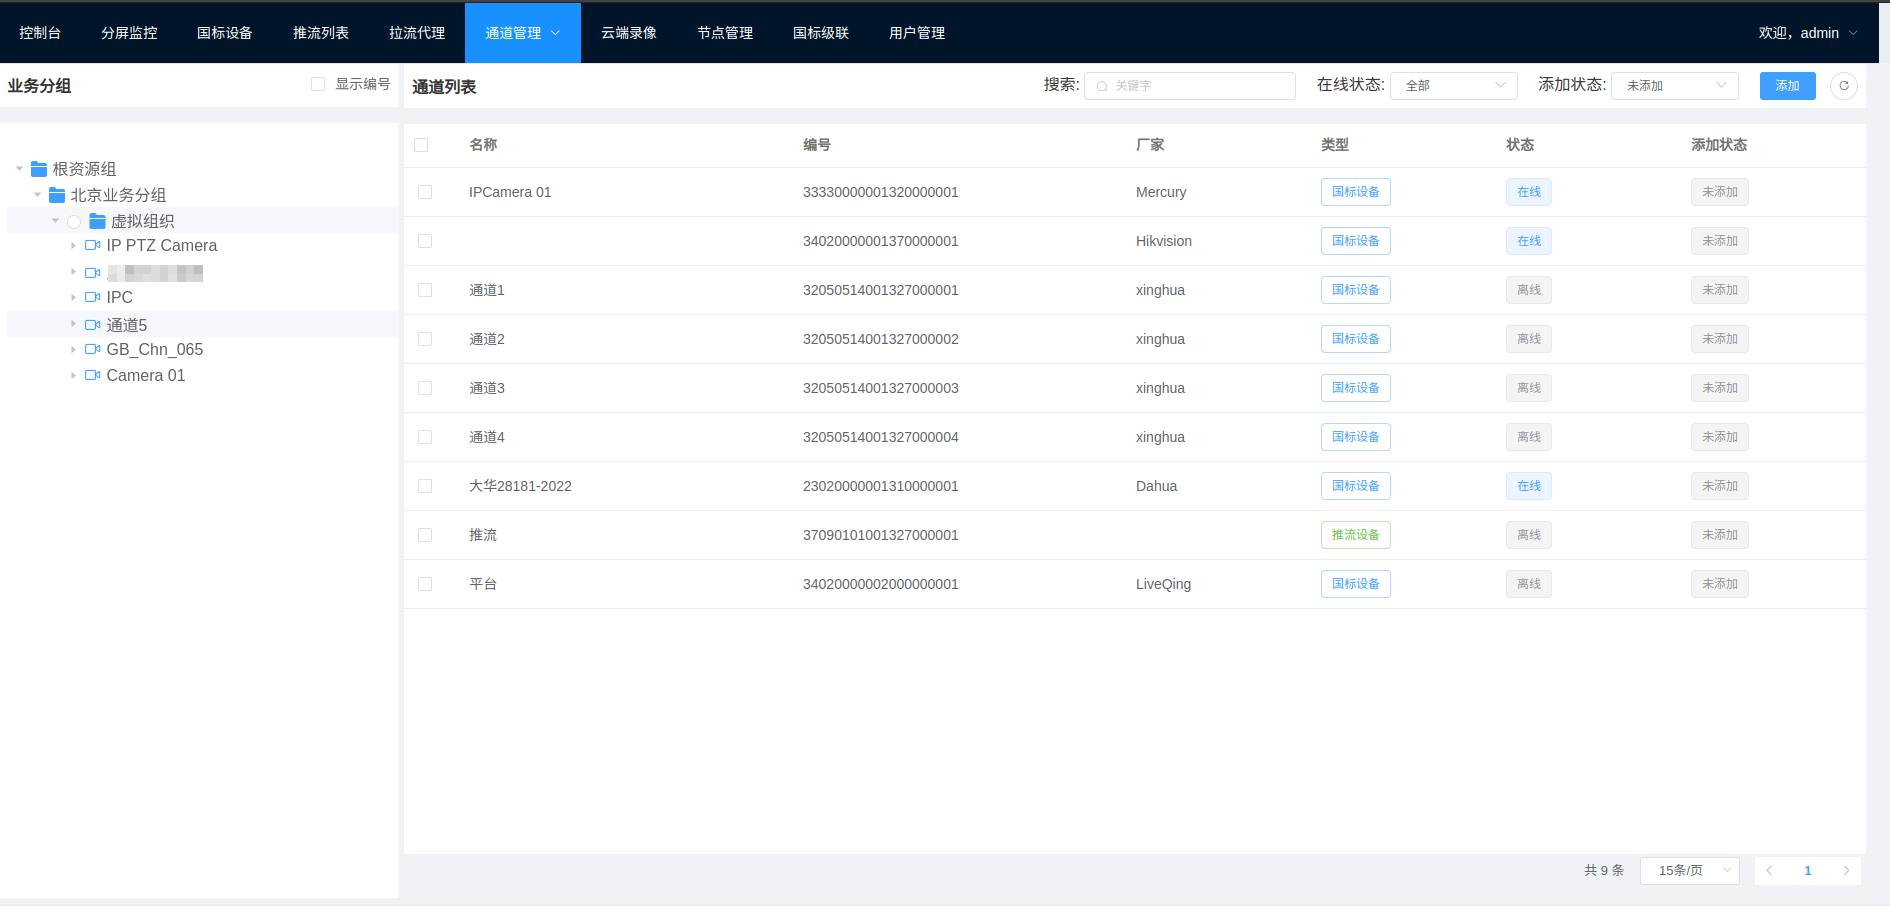 控制台 分屏监控 国标设备 推流列表 拉流代理 通道管理 云端录像 节点管理 国标级联 用户管理 欢迎，admin
业务分组 显示编号
根资源组
北京业务分组
虚拟组织
IP PTZ Camera
IPC
通道5
GB_Chn_065
Camera 01
通道列表 搜索: 关键字 在线状态: 全部 添加状态: 未添加 添加
名称 编号 厂家 类型 状态 添加状态
IPCamera 01 33330000001320000001 Mercury 国标设备 在线 未添加
34020000001370000001 Hikvision 国标设备 在线 未添加
通道1 32050514001327000001 xinghua 国标设备 离线 未添加
通道2 32050514001327000002 xinghua 国标设备 离线 未添加
通道3 32050514001327000003 xinghua 国标设备 离线 未添加
通道4 32050514001327000004 xinghua 国标设备 离线 未添加
大华28181-2022 23020000001310000001 Dahua 国标设备 在线 未添加
推流 37090101001327000001 推流设备 离线 未添加
平台 34020000002000000001 LiveQing 国标设备 离线 未添加
共 9 条 15条/页 1